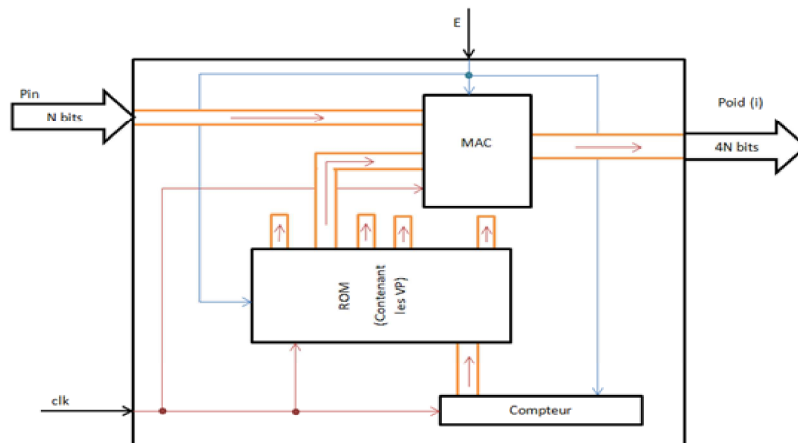 E
Pin
N bits
MAC
Poid (i)
4N bits
ROM
(Contenant
les VP)
clk
Compteur